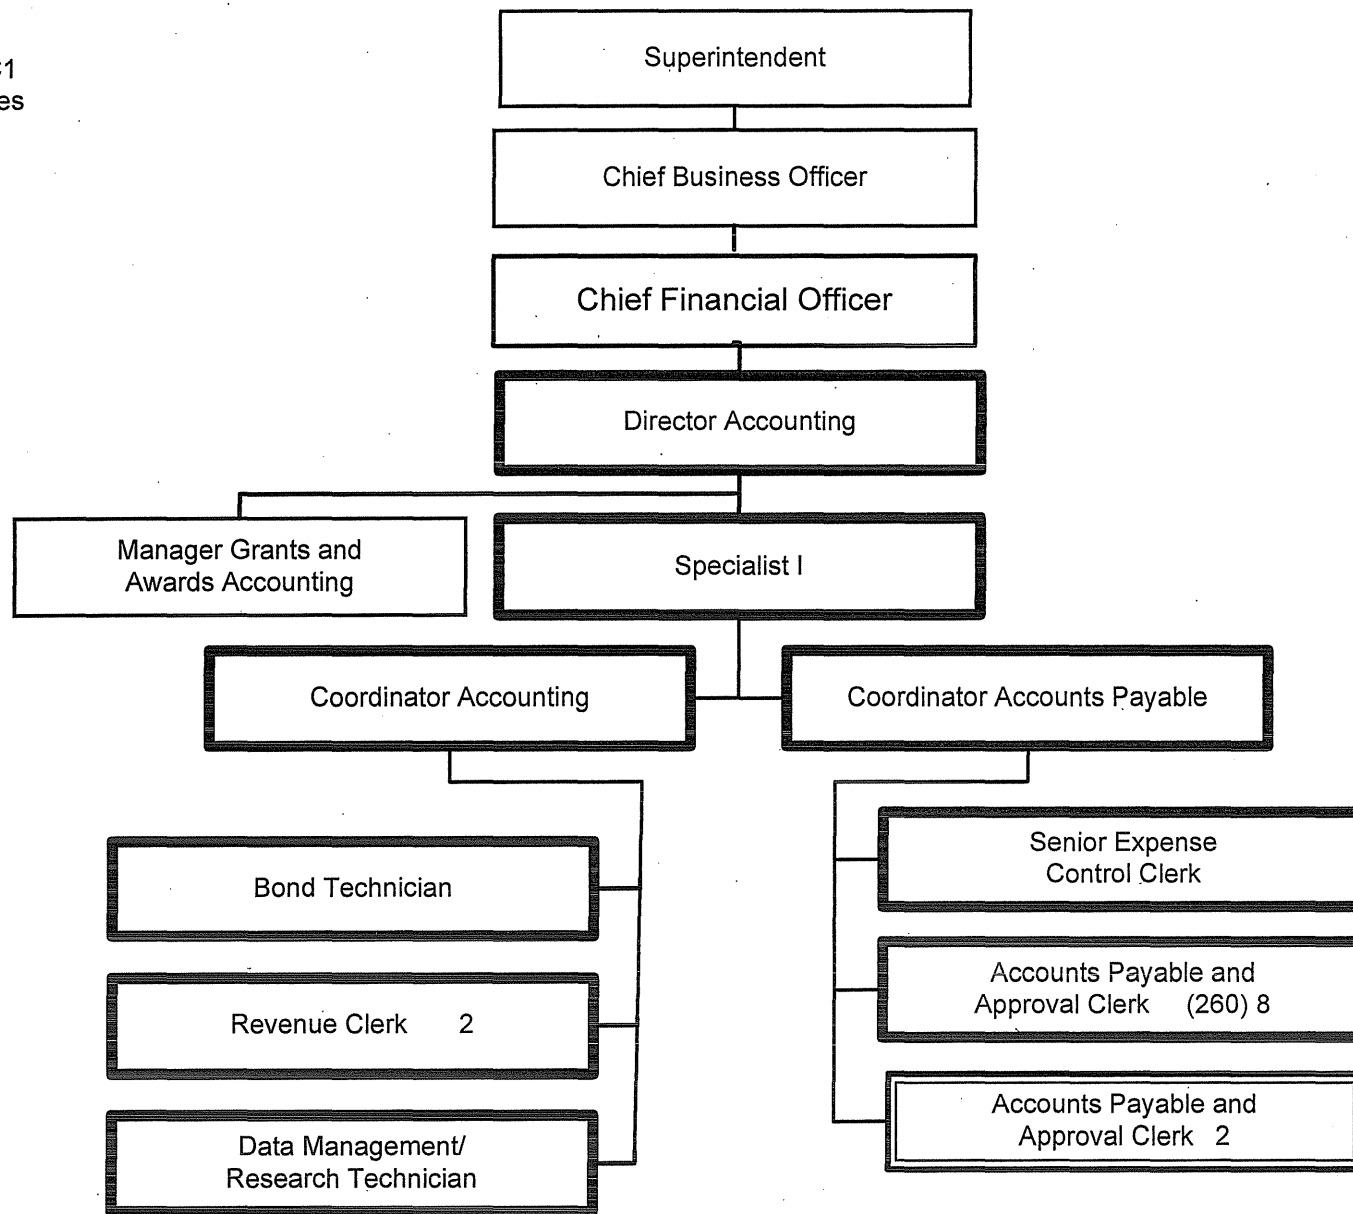 Superintendent
Chief Business Officer
Chief Financial Officer
Director Accounting
Manager Grants and
Awards Accounting
Specialist I
Coordinator Accounting
Coordinator Accounts Payable
Bond Technician
Revenue Clerk 2
Data Management/
Research Technician
Senior Expense
Control Clerk
Accounts Payable and
Approval Clerk (260) 8
Accounts Payable and
Approval Clerk 2